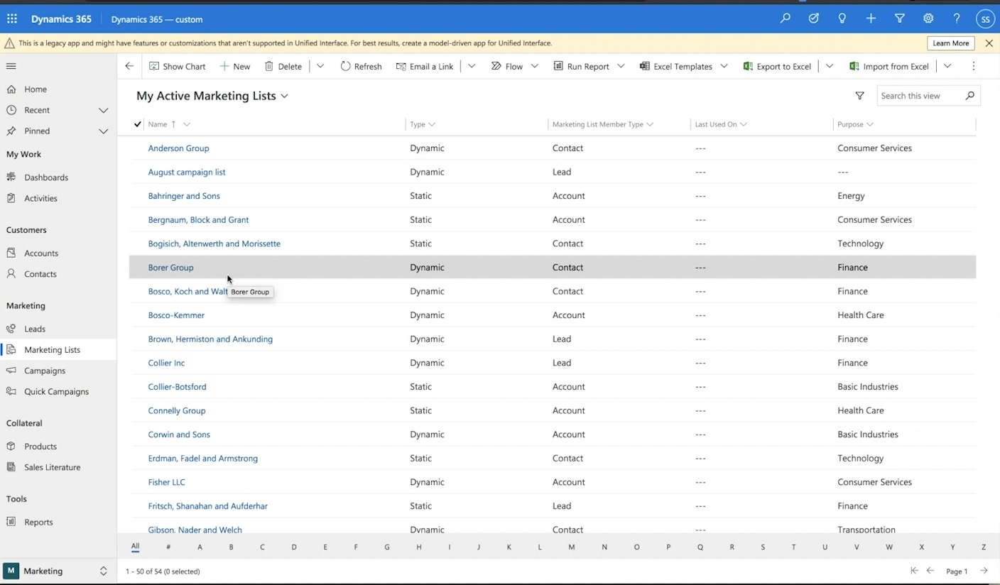 Dynamics 365 Dynamics 365 — custom SS
This is a legacy app and might have features or customizations that aren't supported in Unified Interface. For best results, create a model-driven app for Unified Interface. Learn More
Show Chart New Delete Refresh Email a Link Flow Run Report Excel Templates Export to Excel Import from Excel
Home
Recent
Pinned
My Work
Dashboards
Activities
Customers
Accounts
Contacts
Marketing
Leads
Marketing Lists
Campaigns
Quick Campaigns
Collateral
Products
Sales Literature
Tools
Reports
M Marketing
My Active Marketing Lists Search this view
Name ↑ Type Marketing List Member Type Last Used On Purpose
Anderson Group Dynamic Contact --- Consumer Services
August campaign list Dynamic Lead --- ---
Bahringer and Sons Static Account --- Energy
Bergnaum, Block and Grant Static Account --- Consumer Services
Bogisich, Altenwerth and Morissette Static Contact --- Technology
Borer Group Dynamic Contact --- Finance
Bosco, Koch and Walt Dynamic Contact --- Finance
Borer Group
Bosco-Kemmer Dynamic Account --- Health Care
Brown, Hermiston and Ankunding Dynamic Lead --- Finance
Collier Inc Dynamic Lead --- Finance
Collier-Botsford Static Account --- Basic Industries
Connelly Group Static Account --- Health Care
Corwin and Sons Dynamic Account --- Basic Industries
Erdman, Fadel and Armstrong Static Contact --- Technology
Fisher LLC Dynamic Account --- Consumer Services
Fritsch, Shanahan and Aufderhar Static Lead --- Finance
Gibson, Nader and Welch Dynamic Contact --- Transportation
All # A B C D E F G H I J K L M N O P Q R S T U V W X Y Z
1 - 50 of 54 (0 selected) Page 1